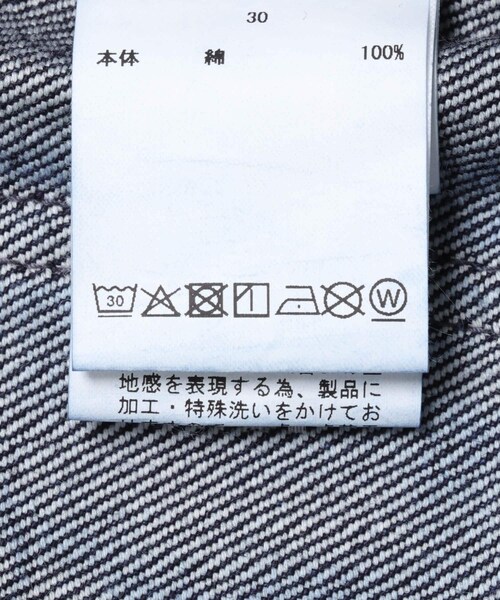 30
本体 綿 100%
30 W
地感を表現する為、製品に
加工・特殊洗いをかけてお